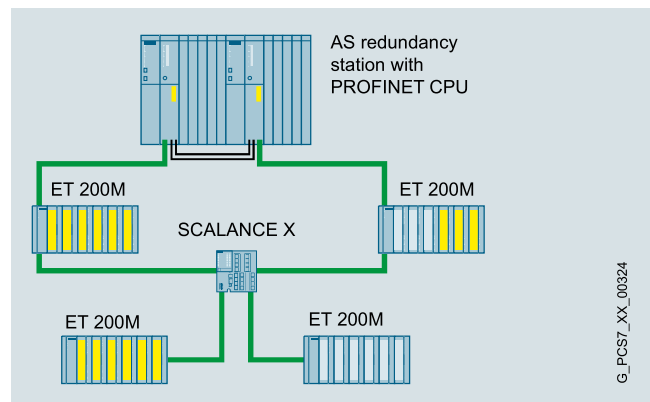 AS redundancy
station with
PROFINET CPU
ET 200M
ET 200M
SCALANCE X
ET 200M
ET 200M
G_PCS7_XX_00324